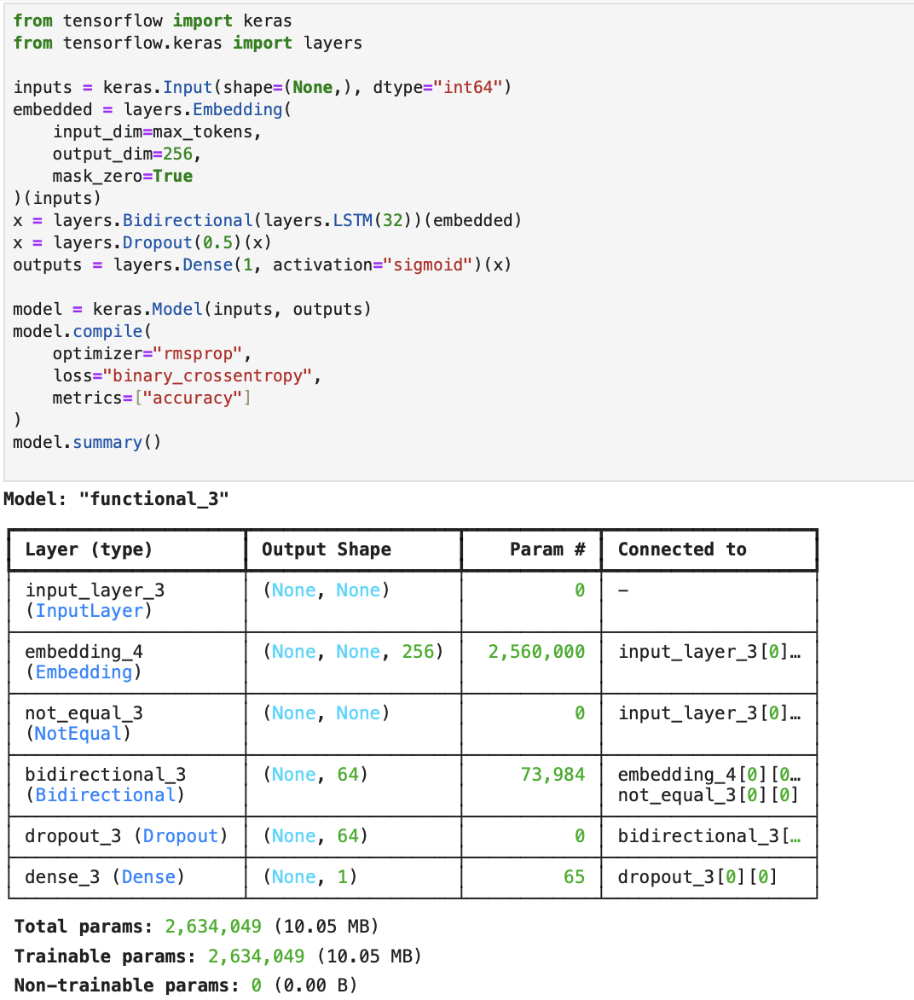 from tensorflow import keras
from tensorflow.keras import layers

inputs = keras.Input(shape=(None,), dtype="int64")
embedded = layers.Embedding(
    input_dim=max_tokens,
    output_dim=256,
    mask_zero=True
)(inputs)
x = layers.Bidirectional(layers.LSTM(32))(embedded)
x = layers.Dropout(0.5)(x)
outputs = layers.Dense(1, activation="sigmoid")(x)

model = keras.Model(inputs, outputs)
model.compile(
    optimizer="rmsprop",
    loss="binary_crossentropy",
    metrics=["accuracy"]
)
model.summary()

Model: "functional_3"
Layer (type) Output Shape Param # Connected to
input_layer_3 (None, None) 0 –
(InputLayer)
embedding_4 (None, None, 256) 2,560,000 input_layer_3[0]…
(Embedding)
not_equal_3 (None, None) 0 input_layer_3[0]…
(NotEqual)
bidirectional_3 (None, 64) 73,984 embedding_4[0][0…
(Bidirectional) not_equal_3[0][0]
dropout_3 (Dropout) (None, 64) 0 bidirectional_3[…
dense_3 (Dense) (None, 1) 65 dropout_3[0][0]
Total params: 2,634,049 (10.05 MB)
Trainable params: 2,634,049 (10.05 MB)
Non-trainable params: 0 (0.00 B)